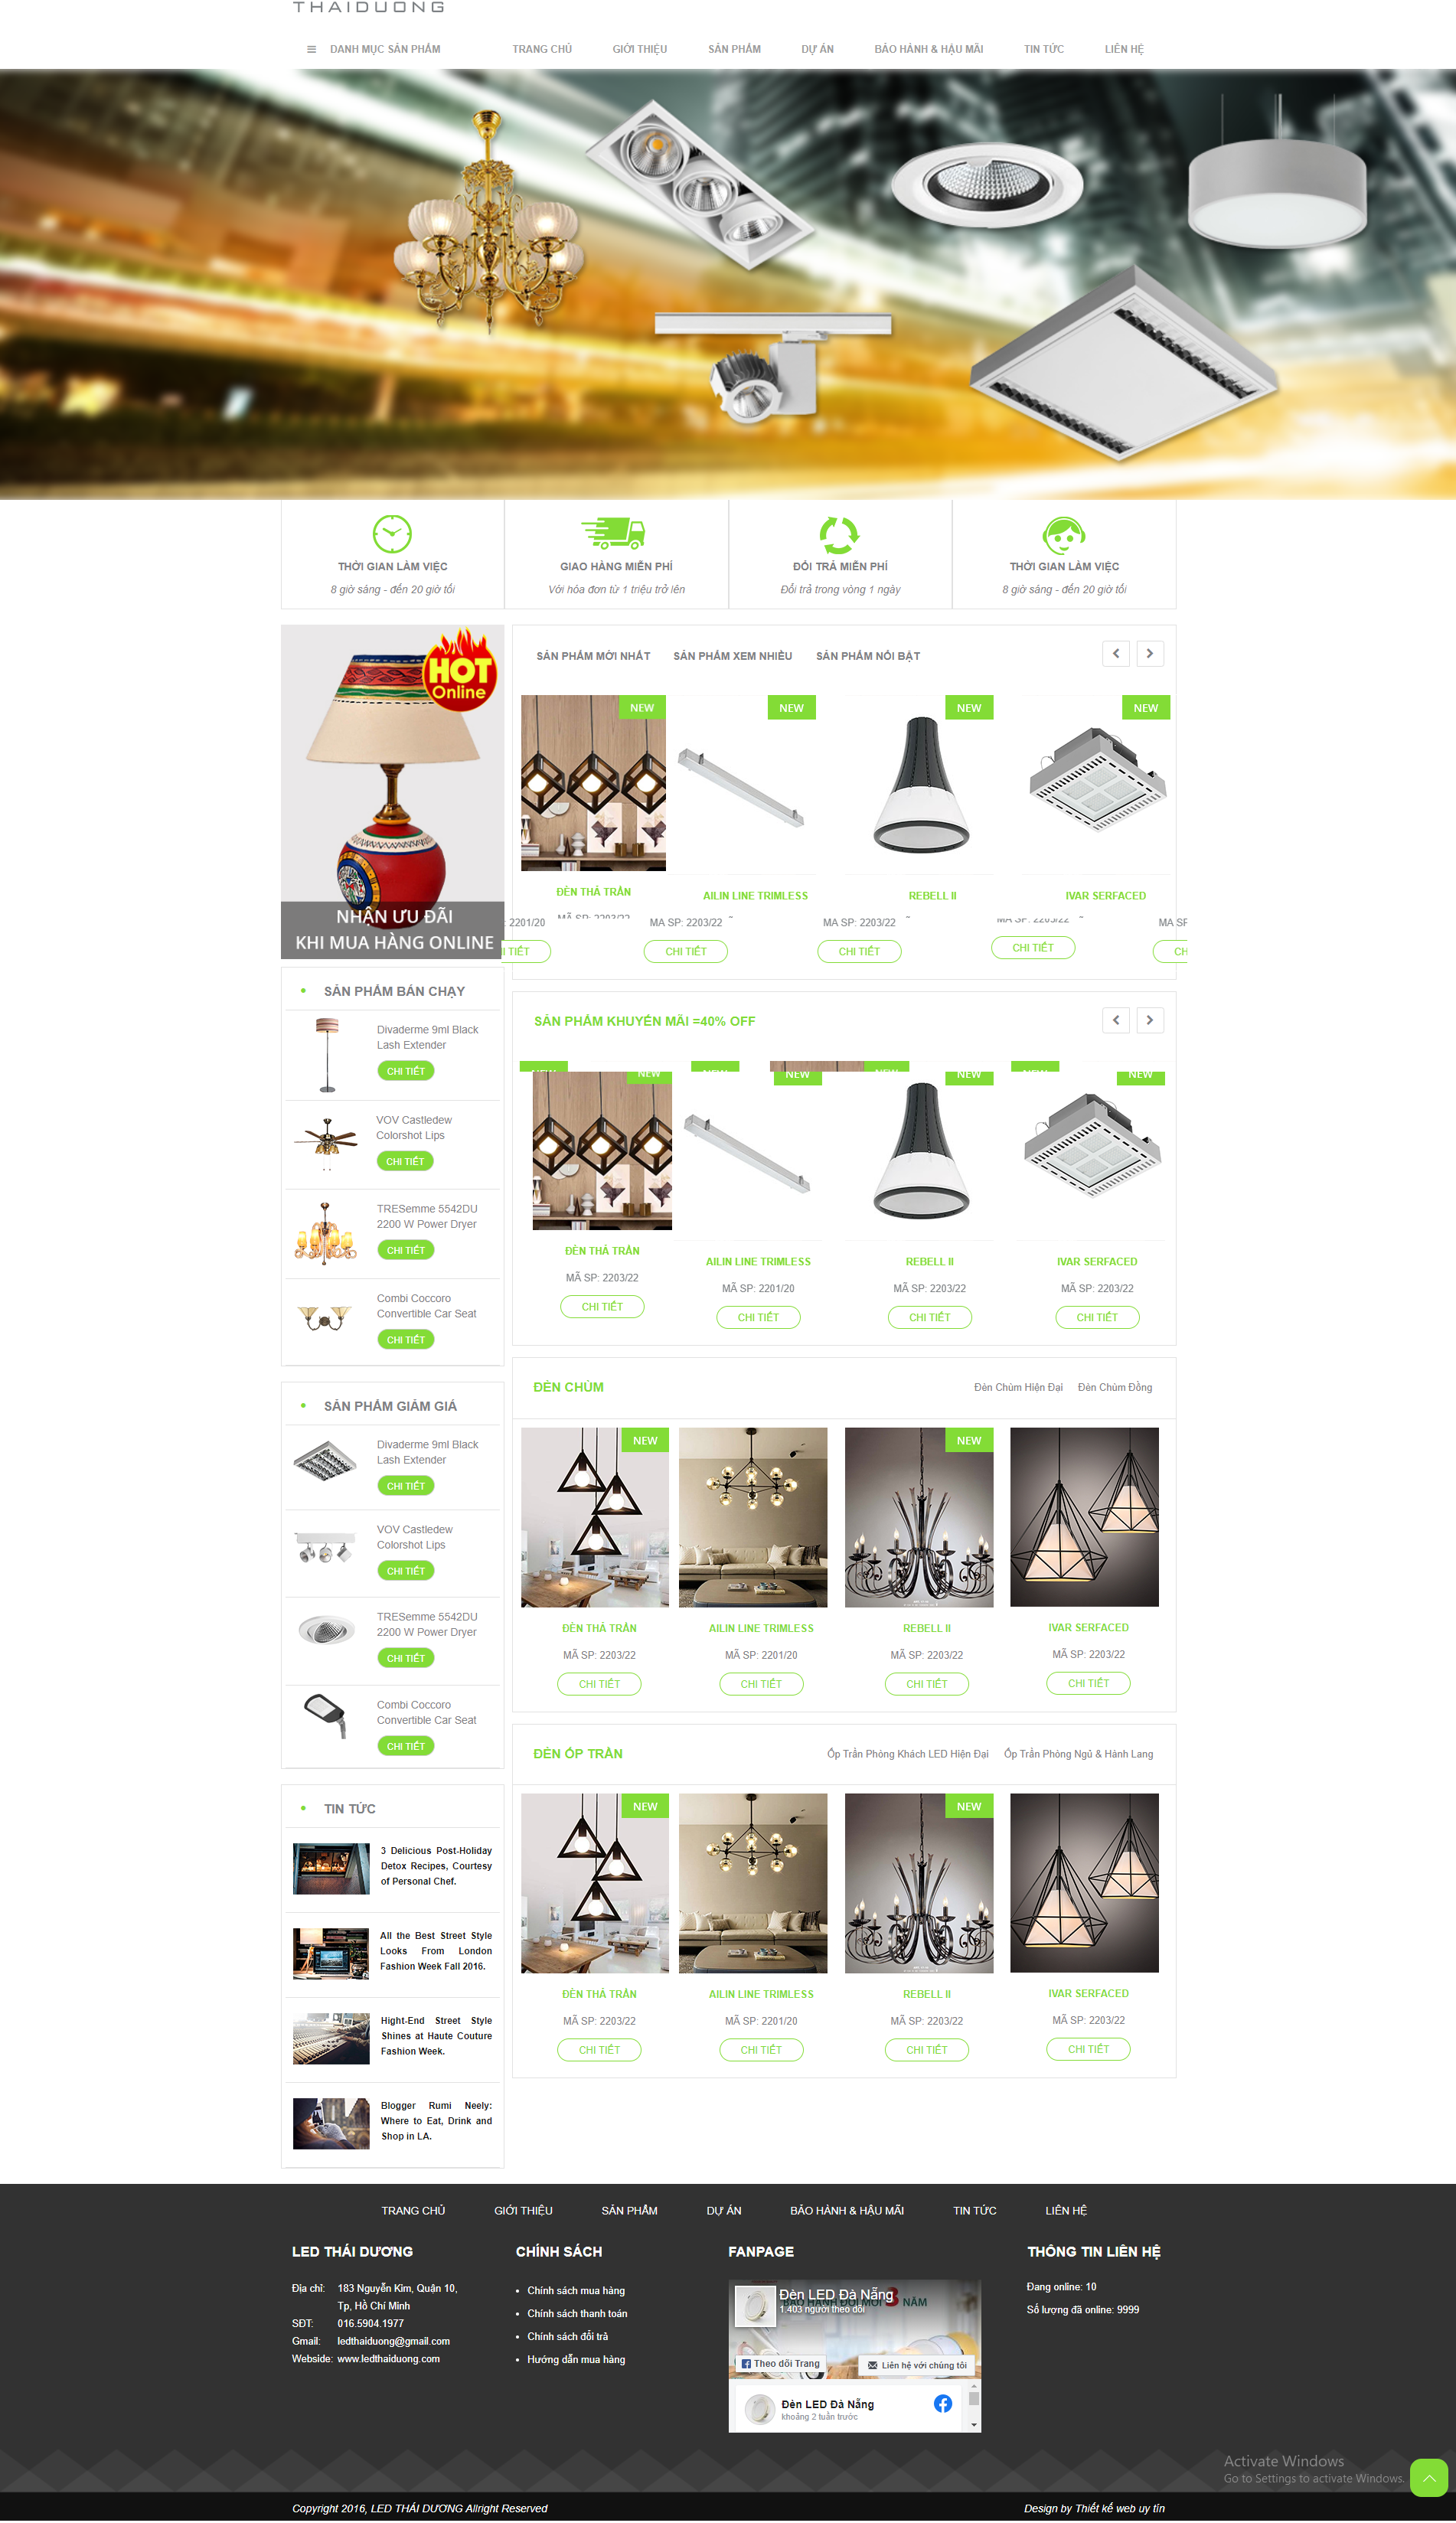 THAIDUONG
DANH MỤC SẢN PHẨM
TRANG CHỦ
GIỚI THIỆU
SẢN PHẨM
DỰ ÁN
BẢO HÀNH & HẬU MÃI
TIN TỨC
LIÊN HỆ
THỜI GIAN LÀM VIỆC
8 giờ sáng - đến 20 giờ tối
GIAO HÀNG MIỄN PHÍ
Với hóa đơn từ 1 triệu trở lên
ĐỔI TRẢ MIỄN PHÍ
Đổi trả trong vòng 1 ngày
THỜI GIAN LÀM VIỆC
8 giờ sáng - đến 20 giờ tối
HOT
Online
NHẬN ƯU ĐÃI
KHI MUA HÀNG ONLINE
SẢN PHẨM BÁN CHẠY
Divaderme 9ml Black
Lash Extender
CHI TIẾT
VOV Castledew
Colorshot Lips
CHI TIẾT
TRESemme 5542DU
2200 W Power Dryer
CHI TIẾT
Combi Coccoro
Convertible Car Seat
CHI TIẾT
SẢN PHẨM GIẢM GIÁ
Divaderme 9ml Black
Lash Extender
CHI TIẾT
VOV Castledew
Colorshot Lips
CHI TIẾT
TRESemme 5542DU
2200 W Power Dryer
CHI TIẾT
Combi Coccoro
Convertible Car Seat
CHI TIẾT
TIN TỨC
3 Delicious Post-Holiday
Detox Recipes, Courtesy
of Personal Chef.
All the Best Street Style
Looks From London
Fashion Week Fall 2016.
Hight-End Street Style
Shines at Haute Couture
Fashion Week.
Blogger Rumi Neely:
Where to Eat, Drink and
Shop in LA.
SẢN PHẨM MỚI NHẤT
SẢN PHẨM XEM NHIỀU
SẢN PHẨM NỔI BẬT
NEW
NEW
NEW
NEW
ĐÈN THẢ TRẦN
AILIN LINE TRIMLESS
REBELL II
IVAR SERFACED
MÃ SP: 2203/22
: 2201/20
MÃ SP: 2203/22
MÃ SP: 2203/22
MÃ SP: 2203/22
MÃ SP
I TIẾT
CHI TIẾT
CHI TIẾT
CHI TIẾT
CH
SẢN PHẨM KHUYẾN MÃI =40% OFF
NEW
NEW
NEW
NEW
ĐÈN THẢ TRẦN
MÃ SP: 2203/22
CHI TIẾT
AILIN LINE TRIMLESS
MÃ SP: 2201/20
CHI TIẾT
REBELL II
MÃ SP: 2203/22
CHI TIẾT
IVAR SERFACED
MÃ SP: 2203/22
CHI TIẾT
ĐÈN CHÙM
Đèn Chùm Hiện Đại
Đèn Chùm Đồng
NEW
NEW
ĐÈN THẢ TRẦN
MÃ SP: 2203/22
CHI TIẾT
AILIN LINE TRIMLESS
MÃ SP: 2201/20
CHI TIẾT
REBELL II
MÃ SP: 2203/22
CHI TIẾT
IVAR SERFACED
MÃ SP: 2203/22
CHI TIẾT
ĐÈN ỐP TRẦN
Ốp Trần Phòng Khách LED Hiện Đại
Ốp Trần Phòng Ngủ & Hành Lang
NEW
NEW
ĐÈN THẢ TRẦN
MÃ SP: 2203/22
CHI TIẾT
AILIN LINE TRIMLESS
MÃ SP: 2201/20
CHI TIẾT
REBELL II
MÃ SP: 2203/22
CHI TIẾT
IVAR SERFACED
MÃ SP: 2203/22
CHI TIẾT
TRANG CHỦ
GIỚI THIỆU
SẢN PHẨM
DỰ ÁN
BẢO HÀNH & HẬU MÃI
TIN TỨC
LIÊN HỆ
LED THÁI DƯƠNG
Địa chỉ: 183 Nguyễn Kim, Quận 10,
Tp, Hồ Chí Minh
SĐT: 016.5904.1977
Gmail: ledthaiduong@gmail.com
Webside: www.ledthaiduong.com
CHÍNH SÁCH
Chính sách mua hàng
Chính sách thanh toán
Chính sách đổi trả
Hướng dẫn mua hàng
FANPAGE
Đèn LED Đà Nẵng
1.403 người theo dõi
BẢO HÀNH ĐỔI MỚI 3 NĂM
Theo dõi Trang
Liên hệ với chúng tôi
Đèn LED Đà Nẵng
khoảng 2 tuần trước
THÔNG TIN LIÊN HỆ
Đang online: 10
Số lượng đã online: 9999
Activate Windows
Go to Settings to activate Windows.
Copyright 2016, LED THÁI DƯƠNG Allright Reserved
Design by Thiết kế web uy tín